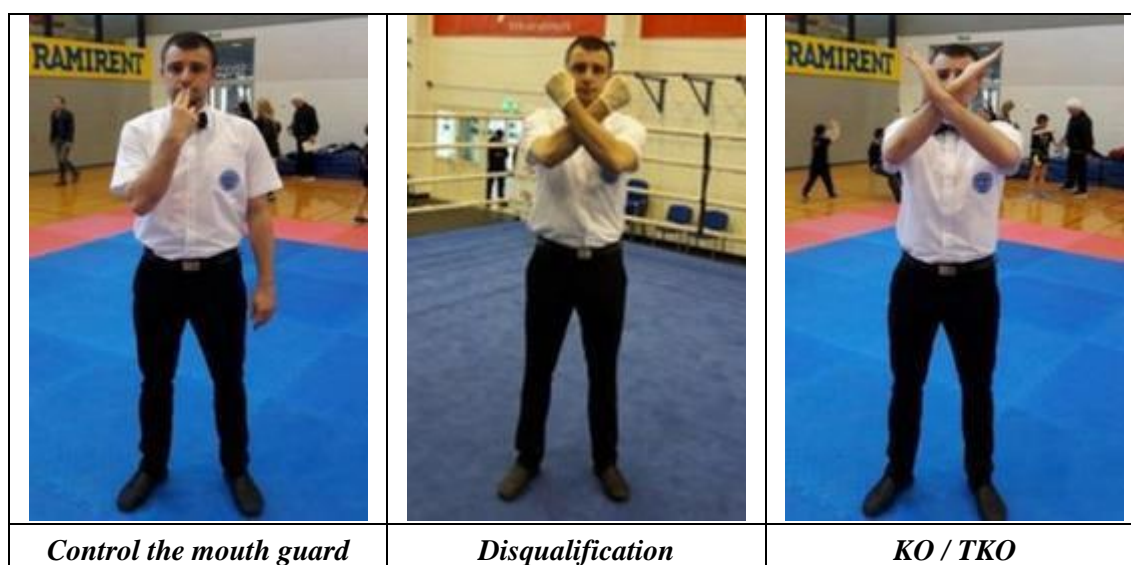 RAMIRENT
RAMIRENT
Control the mouth guard
Disqualification
KO / TKO